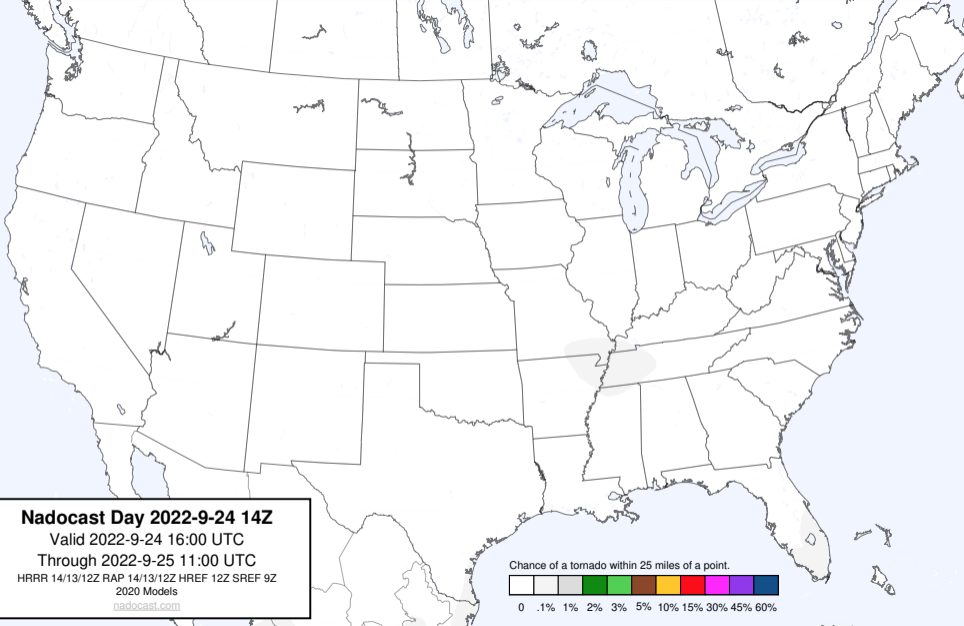 Nadocast Day 2022-9-24 14Z
Valid 2022-9-24 16:00 UTC
Through 2022-9-25 11:00 UTC
HRRR 14/13/12Z RAP 14/13/12Z HREF 12Z SREF 9Z
2020 Models
nadocast.com
Chance of a tornado within 25 miles of a point.
0 .1% 1% 2% 3% 5% 10% 15% 30% 45% 60%